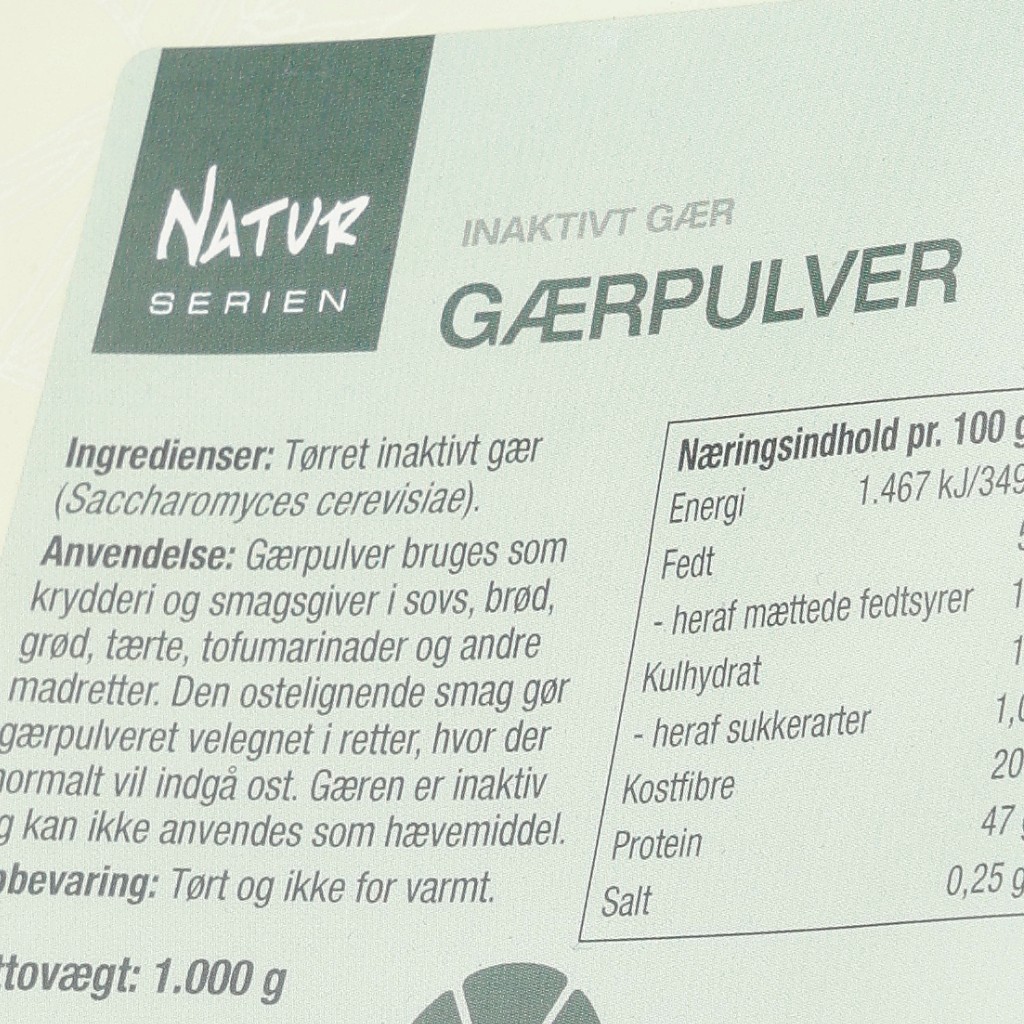 NATUR
SERIEN
INAKTIVT GÆR
GÆRPULVER
Ingredienser: Tørret inaktivt gær
(Saccharomyces cerevisiae).
Anvendelse: Gærpulver bruges som
krydderi og smagsgiver i sovs, brød,
grød, tærte, tofumarinader og andre
madretter. Den ostelignende smag gør
gærpulveret velegnet i retter, hvor der
normalt vil indgå ost. Gæren er inaktiv
kan ikke anvendes som hævemiddel.
Tørt og ikke for varmt.
1.000 g
Næringsindhold pr. 100 g
Energi 1.467 kJ/349
Fedt
- heraf mættede fedtsyrer
Kulhydrat
- heraf sukkerarter
Kostfibre 20
Protein 47 g
Salt 0,25 g